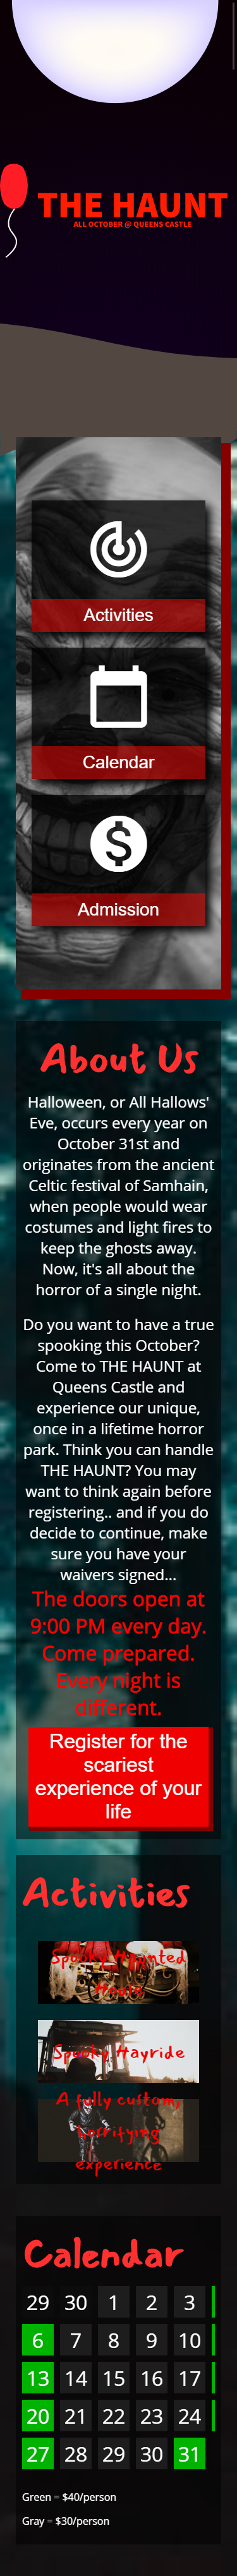 THE HAUNT
ALL OCTOBER @ QUEENS CASTLE
Activities
Calendar
Admission
About Us
Halloween, or All Hallows'
Eve, occurs every year on
October 31st and
originates from the ancient
Celtic festival of Samhain,
when people would wear
costumes and light fires to
keep the ghosts away.
Now, it's all about the
horror of a single night.
Do you want to have a true
spooking this October?
Come to THE HAUNT at
Queens Castle and
experience our unique,
once in a lifetime horror
park. Think you can handle
THE HAUNT? You may
want to think again before
registering.. and if you do
decide to continue, make
sure you have your
waivers signed...
The doors open at
9:00 PM every day.
Come prepared.
Every night is
different.
Register for the
scariest
experience of your
life
Activities
Spooky Haunted
House
Spooky Hayride
A fully custom,
horrifying
experience
Calendar
29 30 1 2 3
6 7 8 9 10
13 14 15 16 17
20 21 22 23 24
27 28 29 30 31
Green = $40/person
Gray = $30/person